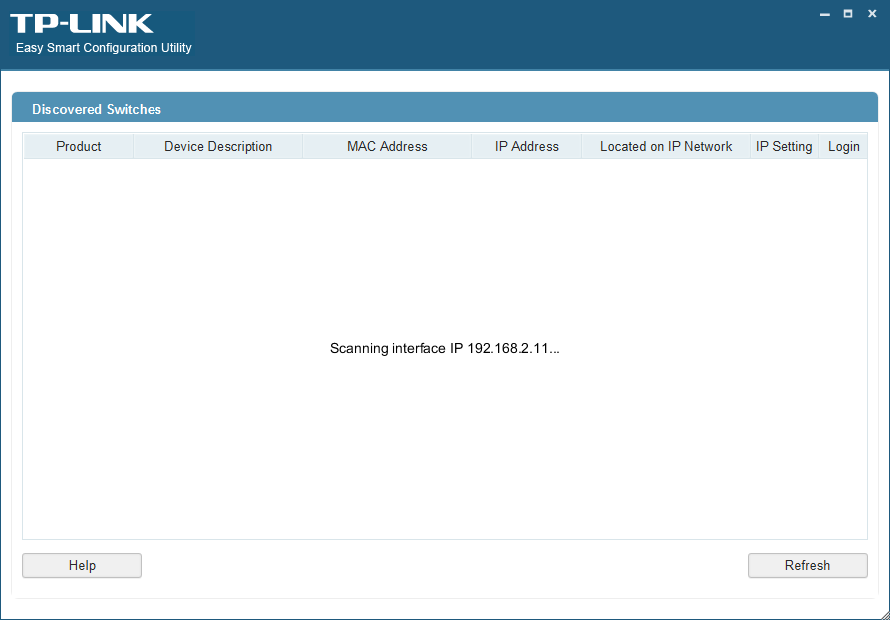 TP-LINK
Easy Smart Configuration Utility
Discovered Switches
Product Device Description MAC Address IP Address Located on IP Network IP Setting Login
Scanning interface IP 192.168.2.11...
Help Refresh